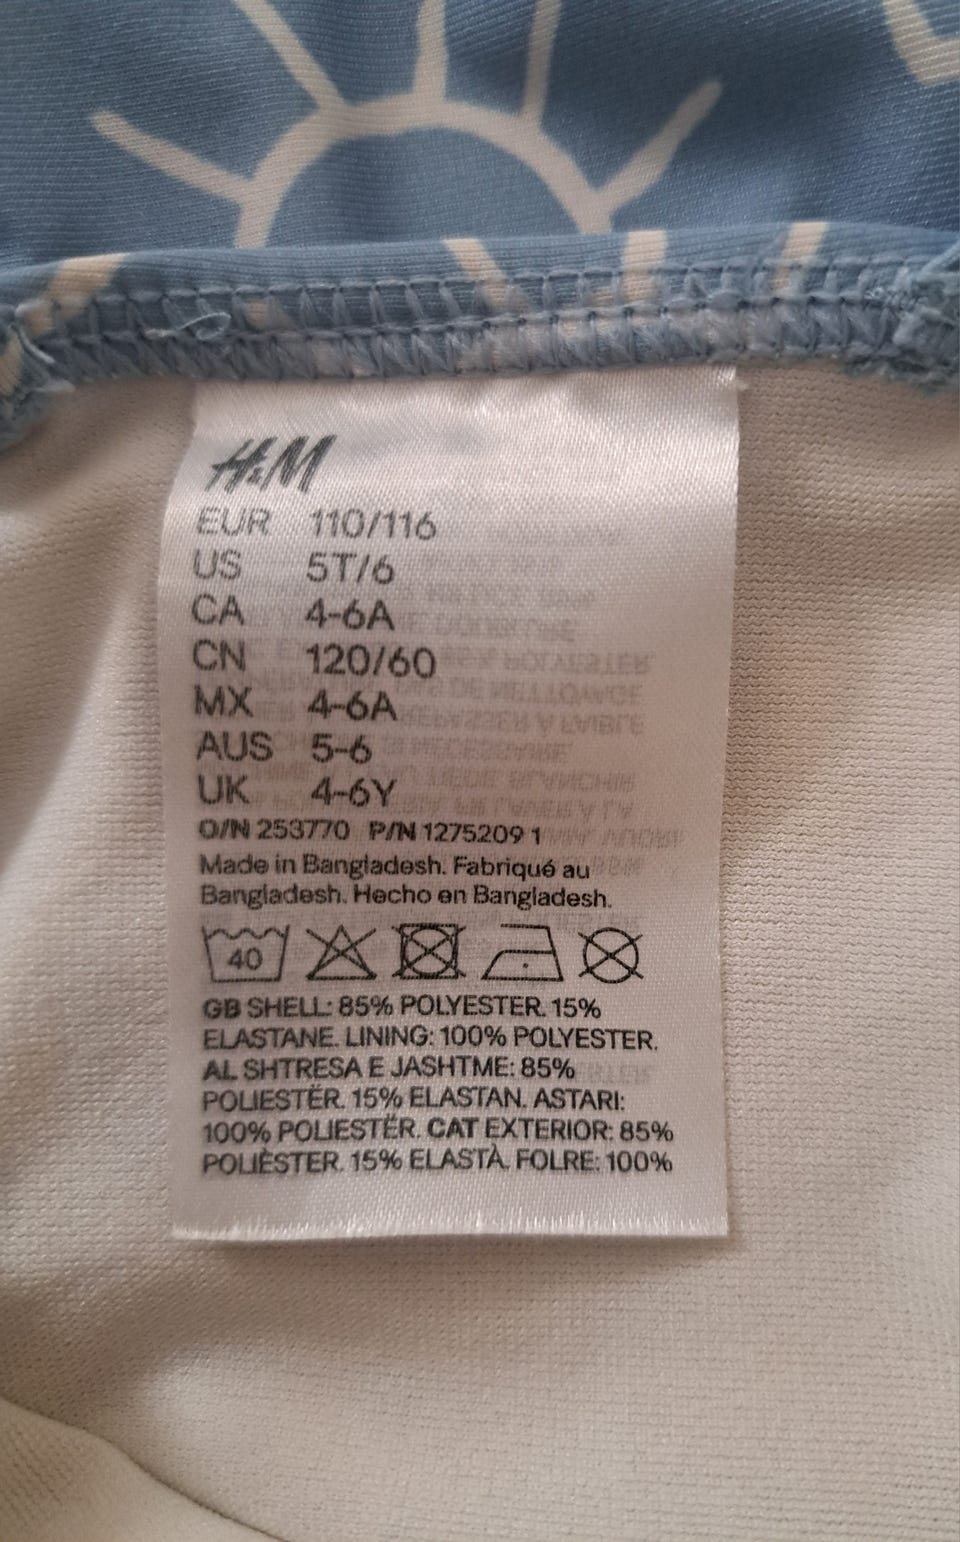 H&M
EUR 110/116
US 5T/6
CA 4-6A
CN 120/60
MX 4-6A
AUS 5-6
UK 4-6Y
O/N 253770 P/N 1275209 1
Made in Bangladesh. Fabriqué au
Bangladesh. Hecho en Bangladesh.
40
GB SHELL: 85% POLYESTER. 15%
ELASTANE. LINING: 100% POLYESTER.
AL SHTRESA E JASHTME: 85%
POLIESTËR. 15% ELASTAN. ASTARI:
100% POLIESTËR. CAT EXTERIOR: 85%
POLIÈSTER. 15% ELASTÀ. FOLRE: 100%